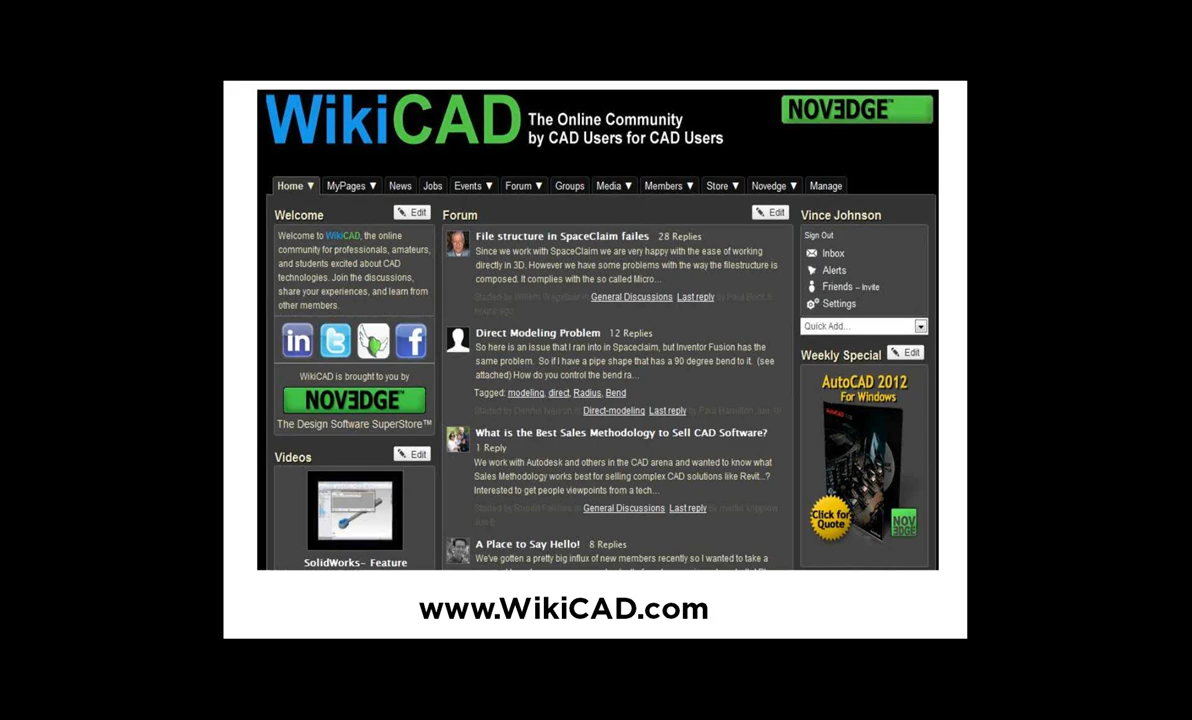 WikiCAD The Online Community
by CAD Users for CAD Users
NOVEDGE™
Home ▼ MyPages ▼ News Jobs Events ▼ Forum ▼ Groups Media ▼ Members ▼ Store ▼ Novedge ▼ Manage
Welcome
Edit
Welcome to WikiCAD, the online
community for professionals, amateurs,
and students excited about CAD
technologies. Join the discussions,
share your experiences, and learn from
other members.
in t f
WikiCAD is brought to you by
NOVEDGE™
The Design Software SuperStore™
Videos
Edit
SolidWorks- Feature
Forum
Edit
File structure in SpaceClaim failes 28 Replies
Since we work with SpaceClaim we are very happy with the ease of working
directly in 3D. However we have some problems with the way the filestructure is
composed. It complies with the so called Micro...
General Discussions Last reply
Direct Modeling Problem 12 Replies
So here is an issue that I ran into in Spaceclaim, but Inventor Fusion has the
same problem. So if I have a pipe shape that has a 90 degree bend to it. (see
attached) How do you control the bend ra...
Tagged: modeling, direct, Radius, Bend
Direct-modeling Last reply
What is the Best Sales Methodology to Sell CAD Software?
1 Reply
We work with Autodesk and others in the CAD arena and wanted to know what
Sales Methodology works best for selling complex CAD solutions like Revit...?
Interested to get people viewpoints from a tech...
General Discussions Last reply
A Place to Say Hello! 8 Replies
We've gotten a pretty big influx of new members recently so I wanted to take a
Vince Johnson
Sign Out
Inbox
Alerts
Friends – Invite
Settings
Quick Add...
Weekly Special
Edit
AutoCAD 2012
For Windows
Click for
Quote
NOV
EDGE
www.WikiCAD.com